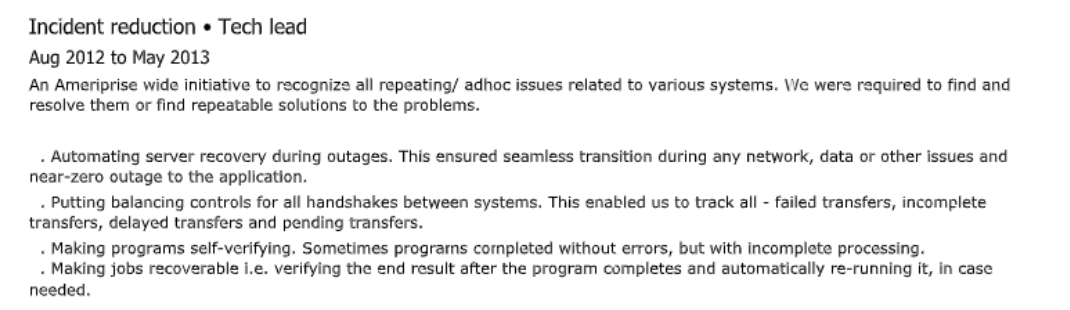 Incident reduction • Tech lead
Aug 2012 to May 2013
An Ameriprise wide initiative to recognize all repeating/ adhoc issues related to various systems. We were required to find and
resolve them or find repeatable solutions to the problems.
. Automating server recovery during outages. This ensured seamless transition during any network, data or other issues and
near-zero outage to the application.
. Putting balancing controls for all handshakes between systems. This enabled us to track all - failed transfers, incomplete
transfers, delayed transfers and pending transfers.
. Making programs self-verifying. Sometimes programs completed without errors, but with incomplete processing.
. Making jobs recoverable i.e. verifying the end result after the program completes and automatically re-running it, in case
needed.